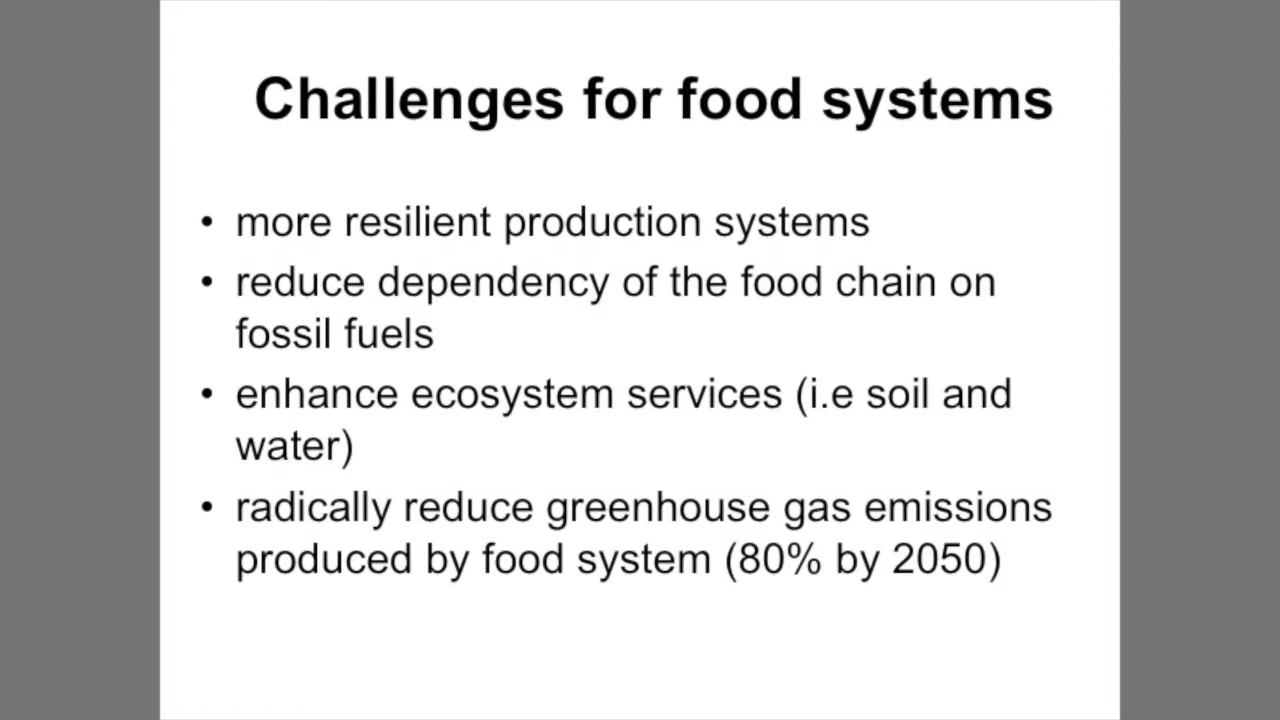 Challenges for food systems
• more resilient production systems
• reduce dependency of the food chain on
fossil fuels
• enhance ecosystem services (i.e soil and
water)
• radically reduce greenhouse gas emissions
produced by food system (80% by 2050)